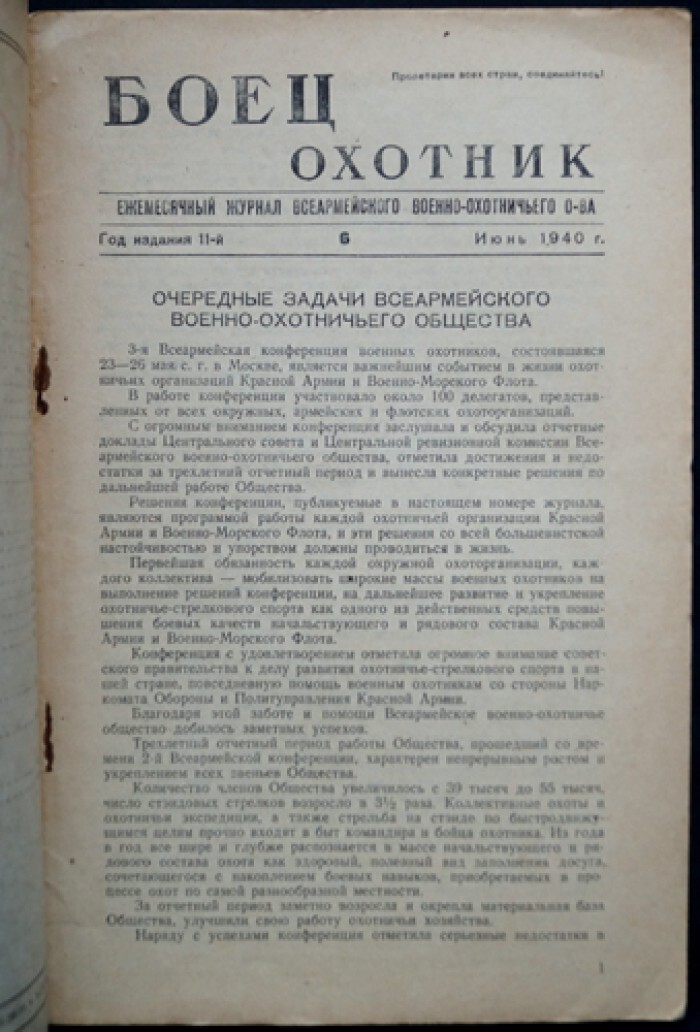 Пролетарии всех стран, соединяйтесь!
БОЕЦ
ОХОТНИК
ЕЖЕМЕСЯЧНЫЙ ЖУРНАЛ ВСЕАРМЕЙСКОГО ВОЕННО-ОХОТНИЧЬЕГО О-ВА
Год издания 11-й 6 Июнь 1940 г.
ОЧЕРЕДНЫЕ ЗАДАЧИ ВСЕАРМЕЙСКОГО
ВОЕННО-ОХОТНИЧЬЕГО ОБЩЕСТВА
3-я Всеармейская конференция военных охотников, состоявшаяся
23—26 мая с. г. в Москве, является важнейшим событием в жизни охот-
ничьих организаций Красной Армии и Военно-Морского Флота.
В работе конференции участвовало около 100 делегатов, представ-
ленных от всех окружных, армейских и флотских охоторганизаций.
С огромным вниманием конференция заслушала и обсудила отчетные
доклады Центрального совета и Центральной ревизионной комиссии Все-
армейского военно-охотничьего общества, отметила достижения и недо-
статки за трехлетний отчетный период и вынесла конкретные решения по
дальнейшей работе Общества.
Решения конференции, публикуемые в настоящем номере журнала,
являются программой работы каждой охотничьей организации Красной
Армии и Военно-Морского Флота, и эти решения со всей большевистской
настойчивостью и упорством должны проводиться в жизнь.
Первейшая обязанность каждой окружной охоторганизации, каж-
дого коллектива — мобилизовать широкие массы военных охотников на
выполнение решений конференции, на дальнейшее развитие и укрепление
охотничье-стрелкового спорта как одного из действенных средств повы-
шения боевых качеств начальствующего и рядового состава Красной
Армии и Военно-Морского Флота.
Конференция с удовлетворением отметила огромное внимание совет-
ского правительства к делу развития охотничье-стрелкового спорта в на-
шей стране, повседневную помощь военным охотникам со стороны Нар-
комата Обороны и Политуправления Красной Армии.
Благодаря этой заботе и помощи Всеармейское военно-охотничье
общество добилось заметных успехов.
Трехлетний отчетный период работы Общества, прошедший со вре-
мени 2-й Всеармейской конференции, характерен непрерывным ростом и
укреплением всех звеньев Общества.
Количество членов Общества увеличилось с 39 тысяч до 55 тысяч,
число стэндовых стрелков возросло в 3½ раза. Коллективные охоты и
охотничьи экспедиции, а также стрельба на стэнде по быстродвижу-
щимся целям прочно входят в быт командира и бойца охотника. Из года
в год все шире и глубже распознается в массе начальствующего и ря-
дового состава охота как здоровый, полезный вид заполнения досуга,
сочетающегося с накоплением боевых навыков, приобретаемых в про-
цессе охот по самой разнообразной местности.
За отчетный период заметно возросла и окрепла материальная база
Общества, улучшили свою работу охотничьи хозяйства.
Наряду с успехами конференция отметила серьезные недостатки в
1